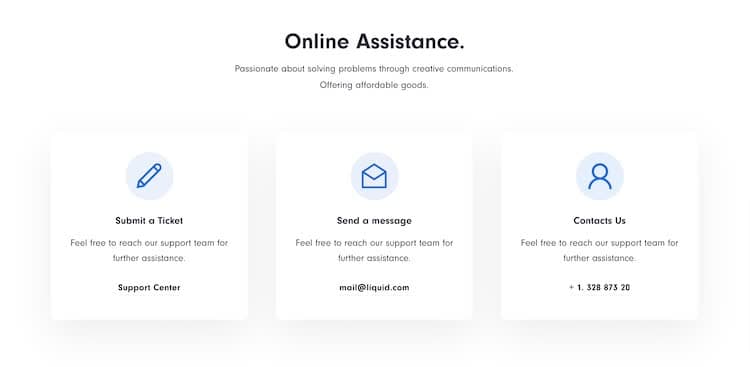 Online Assistance.
Passionate about solving problems through creative communications.
Offering affordable goods.
Submit a Ticket
Feel free to reach our support team for
further assistance.
Support Center
Send a message
Feel free to reach our support team for
further assistance.
mail@liquid.com
Contacts Us
Feel free to reach our support team for
further assistance.
+ 1. 328 873 20